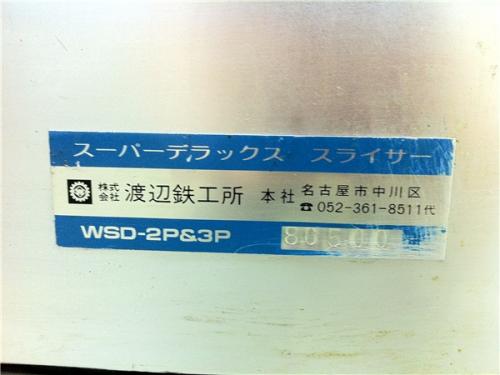 スーパーデラックス スライサー
株式会社 渡辺鉄工所 本社 名古屋市中川区
☎ 052-361-8511代
WSD-2P&3P 80500